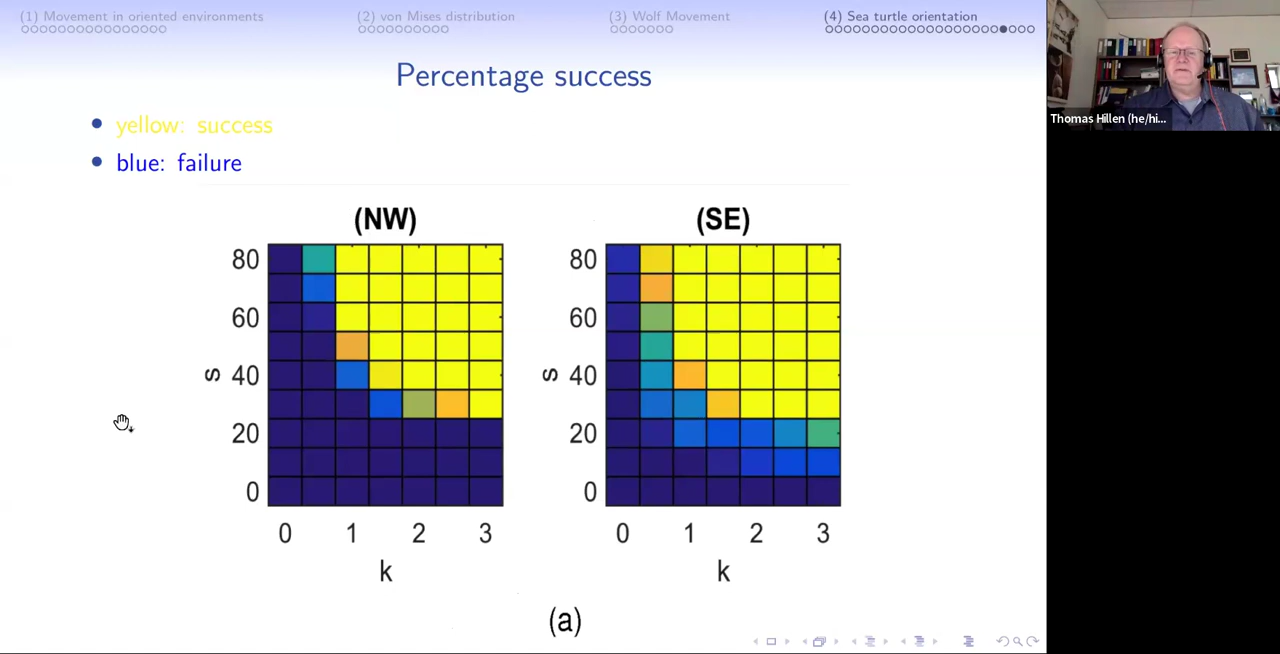 (1) Movement in oriented environments (2) von Mises distribution (3) Wolf Movement (4) Sea turtle orientation
Percentage success
yellow: success
blue: failure
Thomas Hillen (he/hi...
(NW) (SE)
80 80
60 60
s 40 s 40
20 20
0 0
0 1 2 3 0 1 2 3
k k
(a)